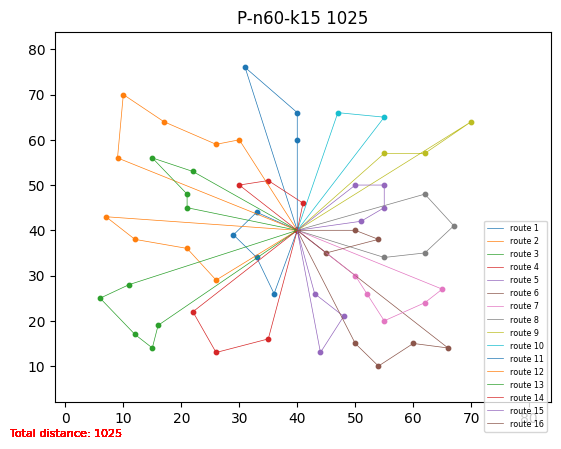 P-n60-k15 1025
80
70
60
50
40
30
20
10
0
10
20
30
40
50
60
70
80
route 1
route 2
route 3
route 4
route 5
route 6
route 7
route 8
route 9
route 10
route 11
route 12
route 13
route 14
route 15
route 16
Total distance: 1025